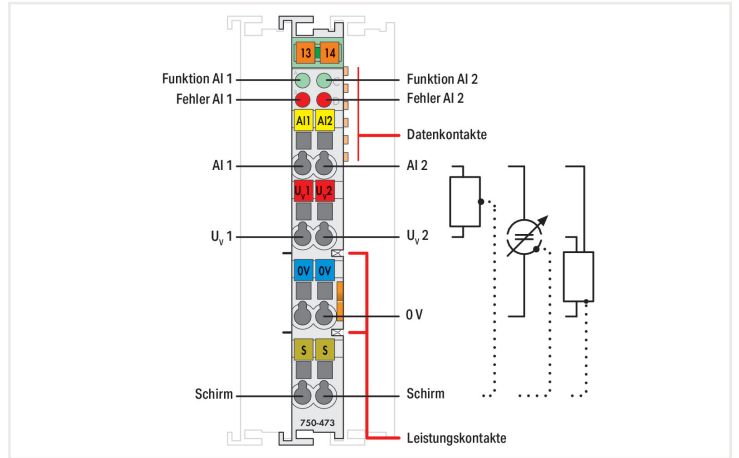 13 14
Funktion AI 1
Funktion AI 2
Fehler AI 1
Fehler AI 2
AI1 AI2
Datenkontakte
AI 1
AI 2
UV1 UV2
UV 1
UV 2
0V 0V
0 V
S S
Schirm
Schirm
750-473
Leistungskontakte